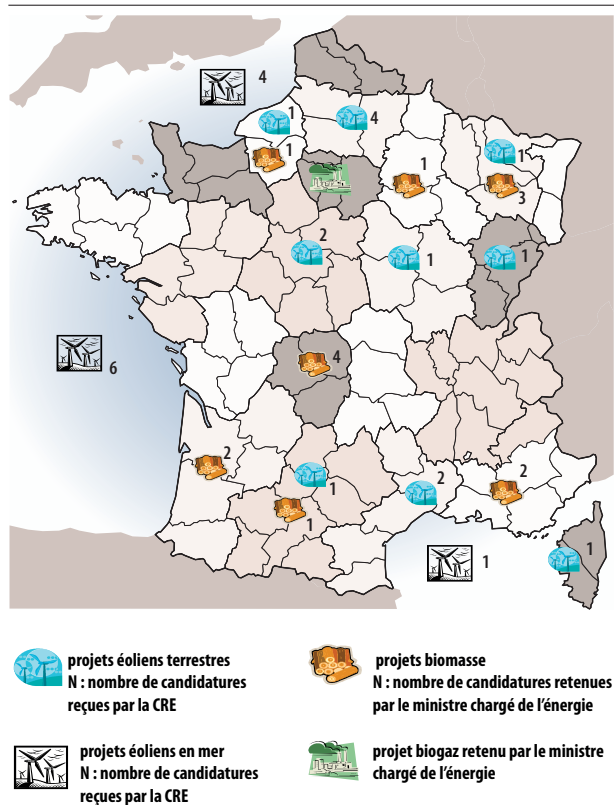 4
1
4
1
1
1
3
2
1
1
6
4
2
1
2
2
1
1
1
projets éoliens terrestres
N : nombre de candidatures
reçues par la CRE
projets biomasse
N : nombre de candidatures retenues
par le ministre chargé de l'énergie
projets éoliens en mer
N : nombre de candidatures
reçues par la CRE
projet biogaz retenu par le ministre
chargé de l'énergie